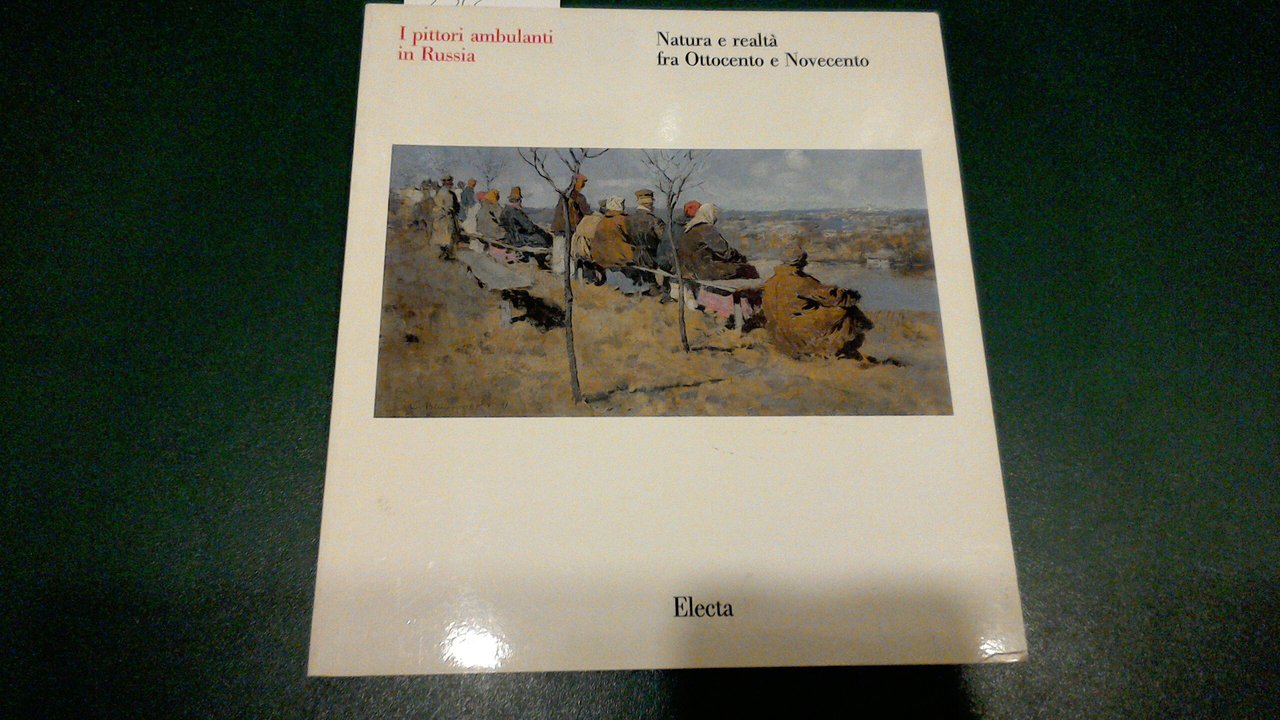 I pittori ambulanti
in Russia
Natura e realtà
fra Ottocento e Novecento
Electa